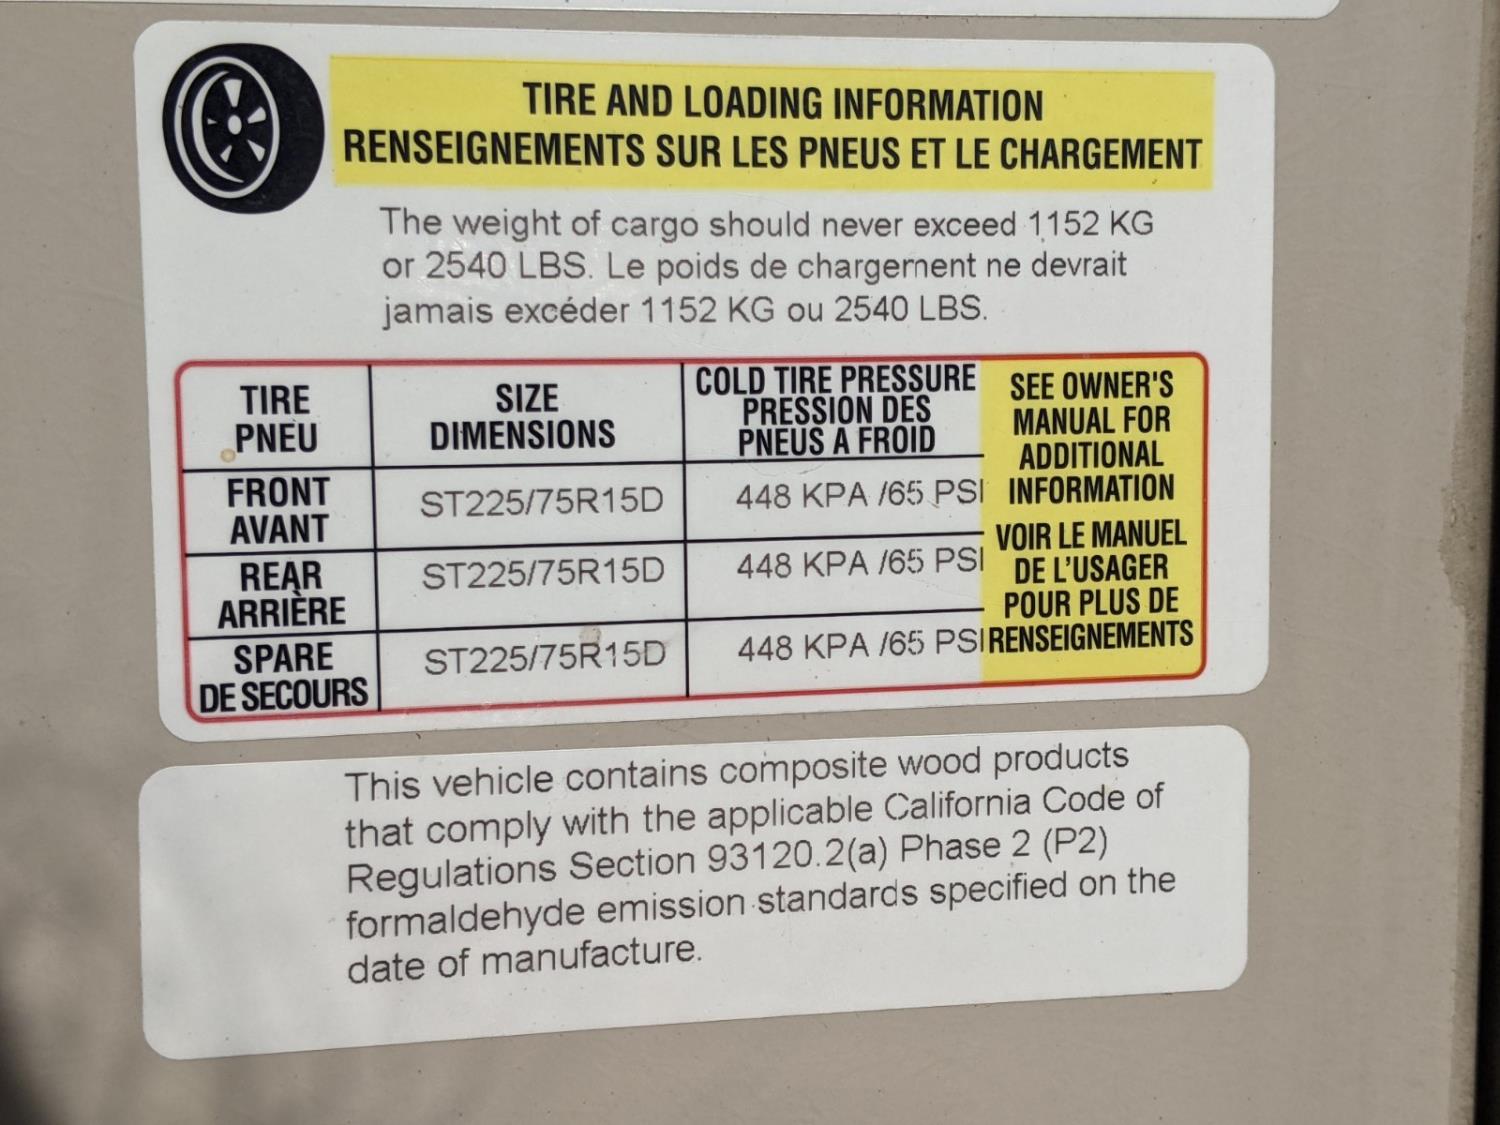 TIRE AND LOADING INFORMATION
RENSEIGNEMENTS SUR LES PNEUS ET LE CHARGEMENT
The weight of cargo should never exceed 1152 KG
or 2540 LBS. Le poids de chargement ne devrait
jamais excéder 1152 KG ou 2540 LBS.
TIRE
PNEU
SIZE
DIMENSIONS
COLD TIRE PRESSURE
PRESSION DES
PNEUS A FROID
FRONT
AVANT
ST225/75R15D
448 KPA /65 PSI
REAR
ARRIÈRE
ST225/75R15D
448 KPA /65 PSI
SPARE
DE SECOURS
ST225/75R15D
448 KPA /65 PSI
SEE OWNER'S
MANUAL FOR
ADDITIONAL
INFORMATION
VOIR LE MANUEL
DE L'USAGER
POUR PLUS DE
RENSEIGNEMENTS
This vehicle contains composite wood products
that comply with the applicable California Code of
Regulations Section 93120.2(a) Phase 2 (P2)
formaldehyde emission standards specified on the
date of manufacture.